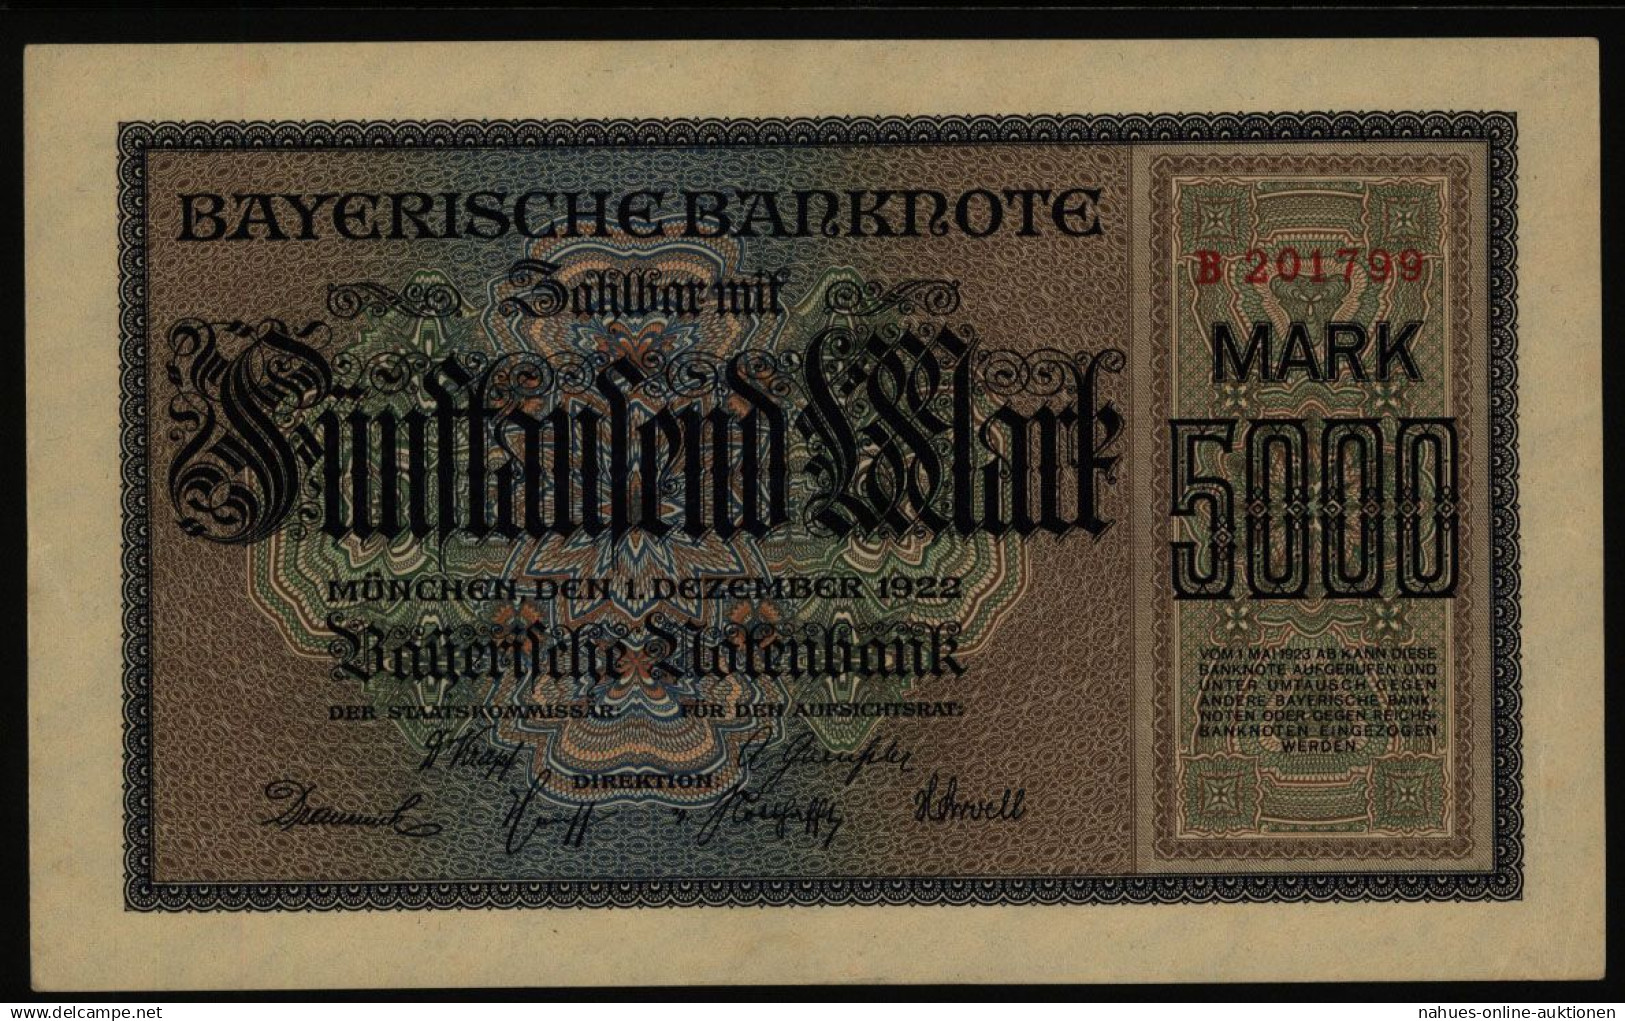 BAYERISCHE BANKNOTE
Zahlbar mit
Fünftausend Mark
MÜNCHEN, DEN 1. DEZEMBER 1922
Bayerische Notenbank
DER STAATSKOMMISSÄR: FÜR DEN AUFSICHTSRAT:
DIREKTION:
B 201799
MARK
5000
VOM 1 MAI 1923 AB KANN DIESE
BANKNOTE AUFGERUFEN UND
UNTER UMTAUSCH GEGEN
ANDERE BAYERISCHE BANK-
NOTEN ODER GEGEN REICHS-
BANKNOTEN EINGEZOGEN
WERDEN
nahues-online-auktionen